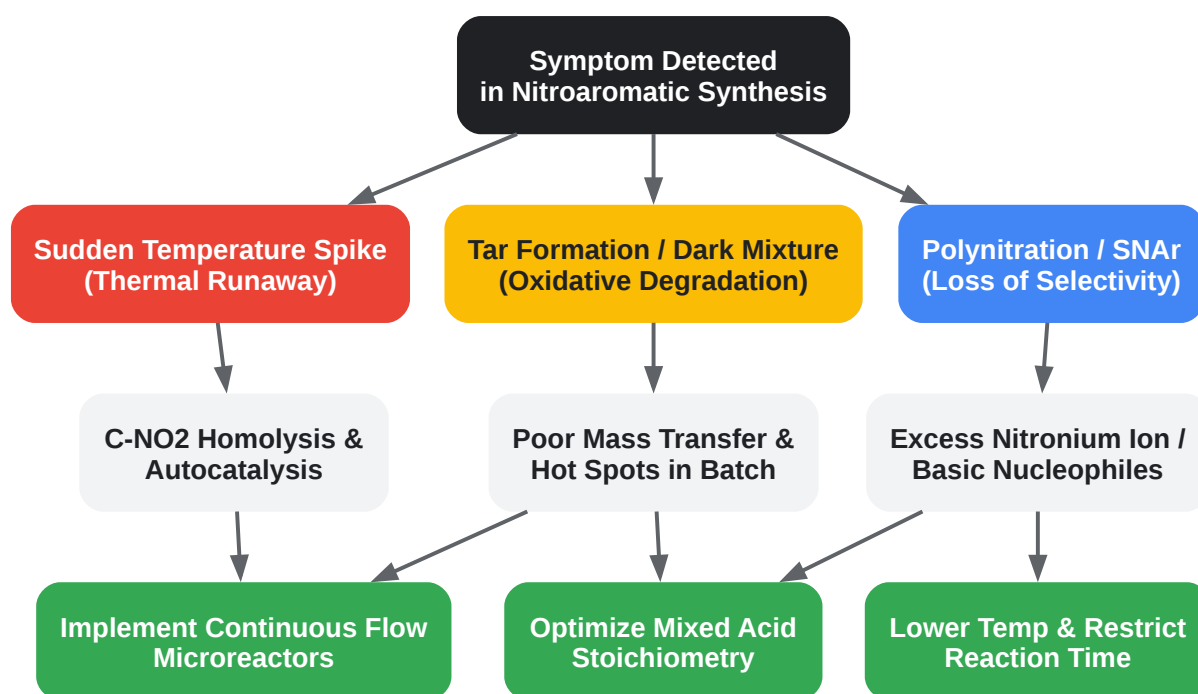 Symptom Detected
in Nitroaromatic Synthesis
Sudden Temperature Spike
(Thermal Runaway)
Tar Formation / Dark Mixture
(Oxidative Degradation)
Polynitration / SNAr
(Loss of Selectivity)
C-NO2 Homolysis &
Autocatalysis
Poor Mass Transfer &
Hot Spots in Batch
Excess Nitronium Ion /
Basic Nucleophiles
Implement Continuous Flow
Microreactors
Optimize Mixed Acid
Stoichiometry
Lower Temp & Restrict
Reaction Time